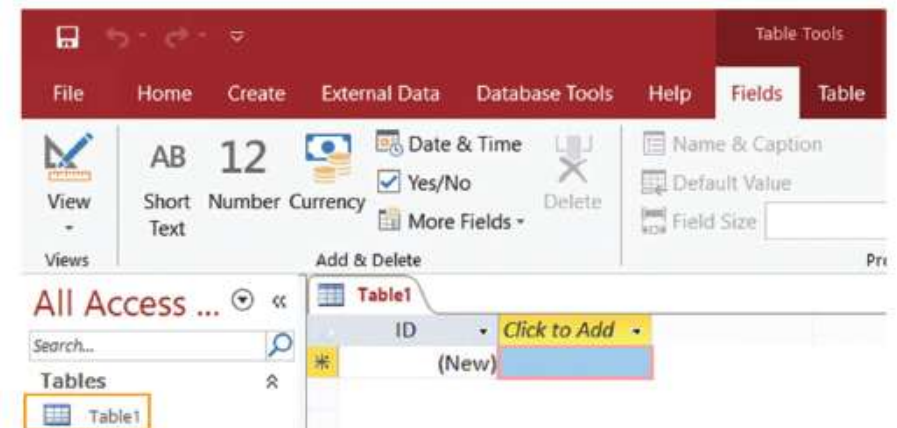 Table Tools
File Home Create External Data Database Tools Help Fields Table
View
AB
Short
Text
12
Number
Currency
Date & Time
Yes/No
More Fields
Delete
Name & Caption
Default Value
Field Size
Views
Add & Delete
All Access ...
«
Table1
Search...
ID
Click to Add
(New)
Tables
Table1